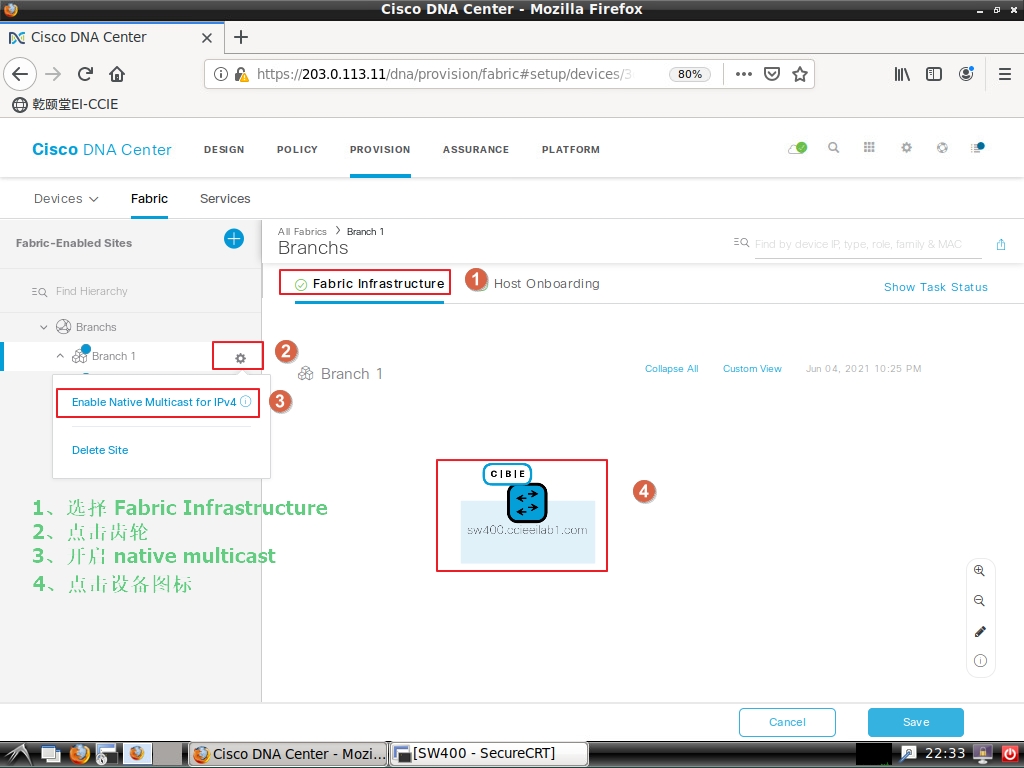 Cisco DNA Center - Mozilla Firefox
Cisco DNA Center
https://203.0.113.11/dna/provision/fabric#setup/devices/3
80%
乾颐堂EI-CCIE
Cisco DNA Center
DESIGN
POLICY
PROVISION
ASSURANCE
PLATFORM
Devices
Fabric
Services
Fabric-Enabled Sites
All Fabrics > Branch 1
Branchs
Find by device IP, type, role, family & MAC
Fabric Infrastructure
1
Host Onboarding
Show Task Status
Find Hierarchy
Branchs
Branch 1
2
Branch 1
Collapse All
Custom View
Jun 04, 2021 10:25 PM
Enable Native Multicast for IPv4
3
Delete Site
C|B|E
4
sw400.ccieeilab1.com
1、选择 Fabric Infrastructure
2、点击齿轮
3、开启 native multicast
4、点击设备图标
Cancel
Save
Cisco DNA Center - Mozi...
[SW400 - SecureCRT]
22:33